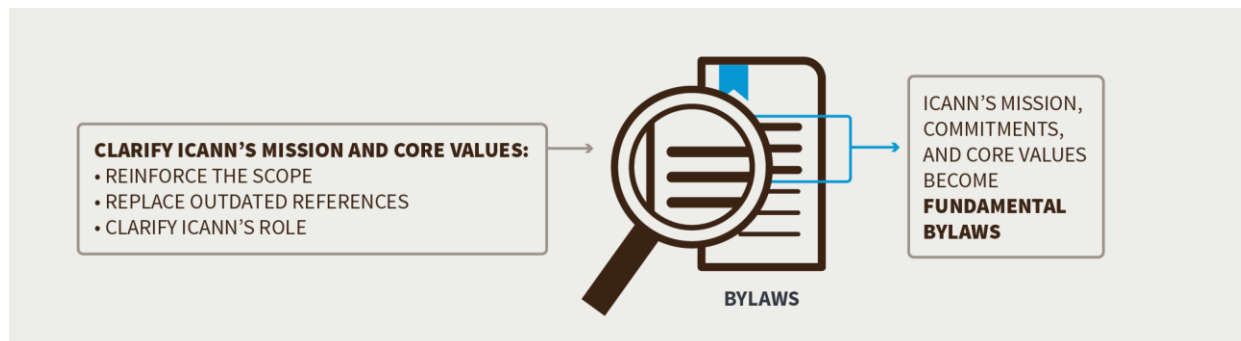 CLARIFY ICANN’S MISSION AND CORE VALUES:
• REINFORCE THE SCOPE
• REPLACE OUTDATED REFERENCES
• CLARIFY ICANN’S ROLE
BYLAWS
ICANN’S MISSION,
COMMITMENTS,
AND CORE VALUES
BECOME
FUNDAMENTAL
BYLAWS